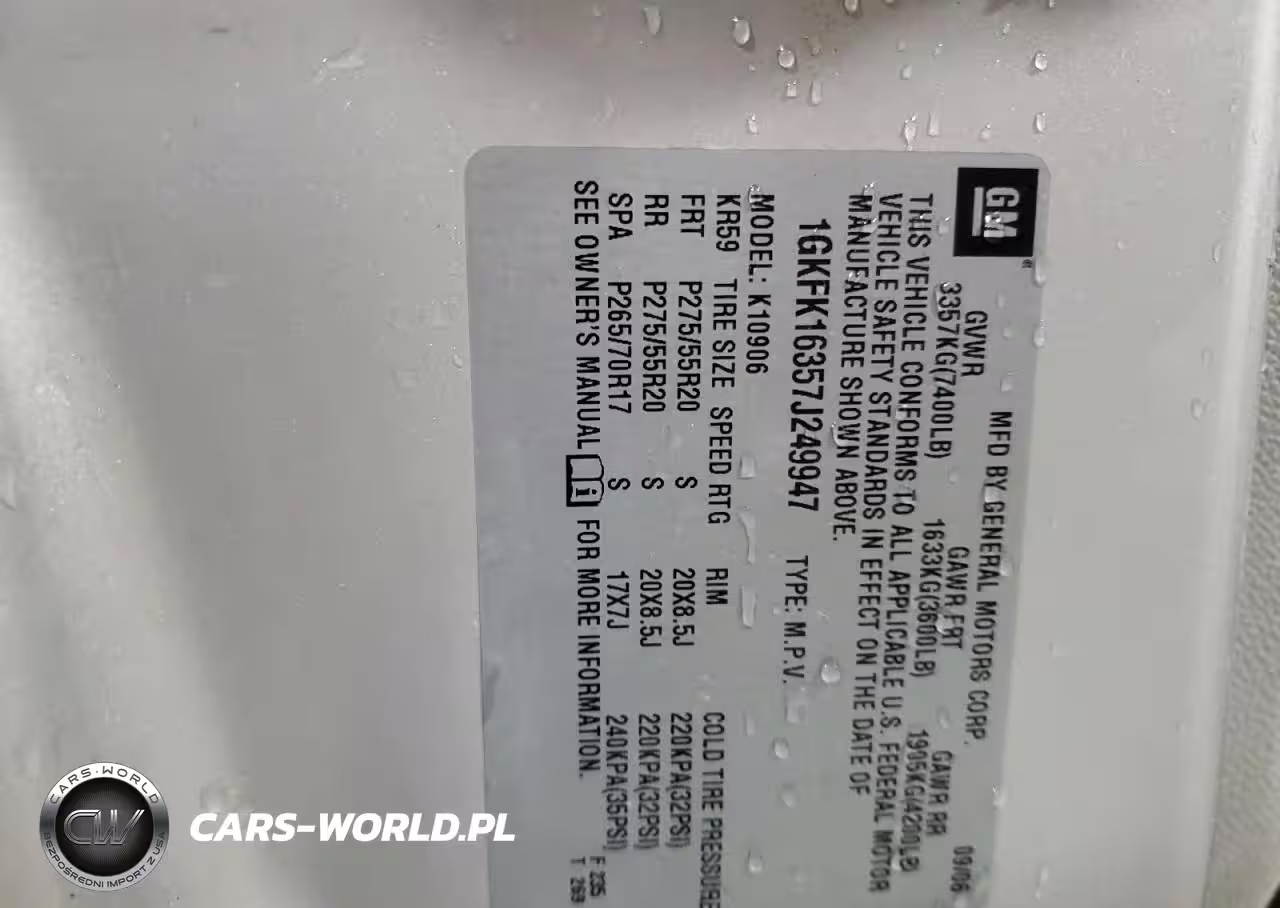 GM®
MFD BY GENERAL MOTORS CORP. 09/06
GVWR GAWR FRT GAWR RR
3357KG(7400LB) 1633KG(3600LB) 1905KG(4200LB)
THIS VEHICLE CONFORMS TO ALL APPLICABLE U.S. FEDERAL MOTOR
VEHICLE SAFETY STANDARDS IN EFFECT ON THE DATE OF
MANUFACTURE SHOWN ABOVE.
1GKFK16357J249947 TYPE: M.P.V.
MODEL: K10906
KR59 TIRE SIZE SPEED RTG RIM COLD TIRE PRESSURE
FRT P275/55R20 S 20X8.5J 220KPA(32PSI)
RR P275/55R20 S 20X8.5J 220KPA(32PSI)
SPA P265/70R17 S 17X7J 240KPA(35PSI)
SEE OWNER'S MANUAL i FOR MORE INFORMATION.
F 235
T 269
CARS-WORLD
CW
BEZPOŚREDNI IMPORT Z USA
CARS-WORLD.PL